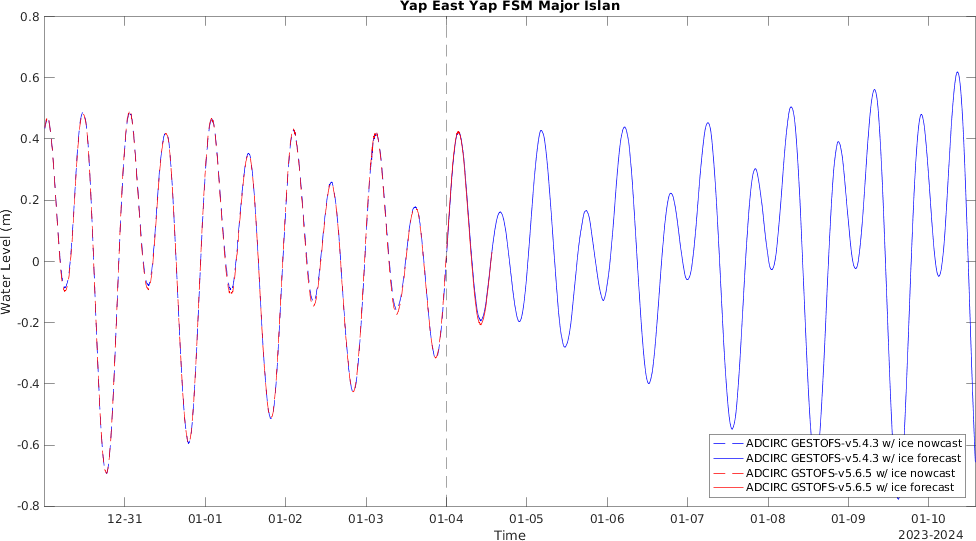 Yap East Yap FSM Major Islan
0.8
0.6
0.4
0.2
0
-0.2
-0.4
-0.6
-0.8
Water Level (m)
ADCIRC GESTOFS-v5.4.3 w/ ice nowcast
ADCIRC GESTOFS-v5.4.3 w/ ice forecast
ADCIRC GSTOFS-v5.6.5 w/ ice nowcast
ADCIRC GSTOFS-v5.6.5 w/ ice forecast
12-31 01-01 01-02 01-03 01-04 01-05 01-06 01-07 01-08 01-09 01-10
Time
2023-2024